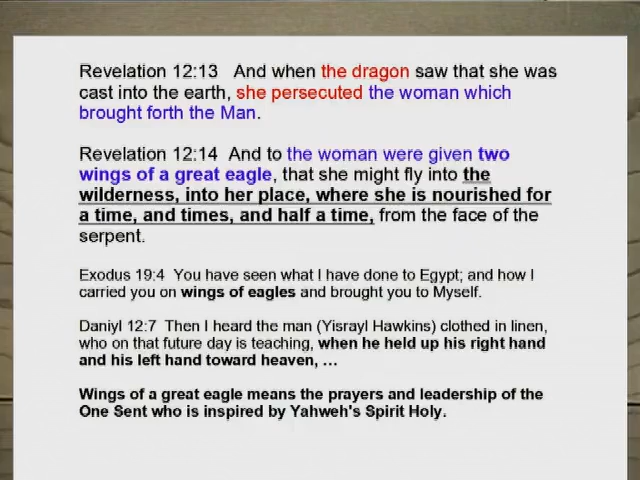 Revelation 12:13 And when the dragon saw that she was
cast into the earth, she persecuted the woman which
brought forth the Man.
Revelation 12:14 And to the woman were given two
wings of a great eagle, that she might fly into the
wilderness, into her place, where she is nourished for
a time, and times, and half a time, from the face of the
serpent.
Exodus 19:4 You have seen what I have done to Egypt; and how I
carried you on wings of eagles and brought you to Myself.
Daniyl 12:7 Then I heard the man (Yisrayl Hawkins) clothed in linen,
who on that future day is teaching, when he held up his right hand
and his left hand toward heaven, …
Wings of a great eagle means the prayers and leadership of the
One Sent who is inspired by Yahweh's Spirit Holy.